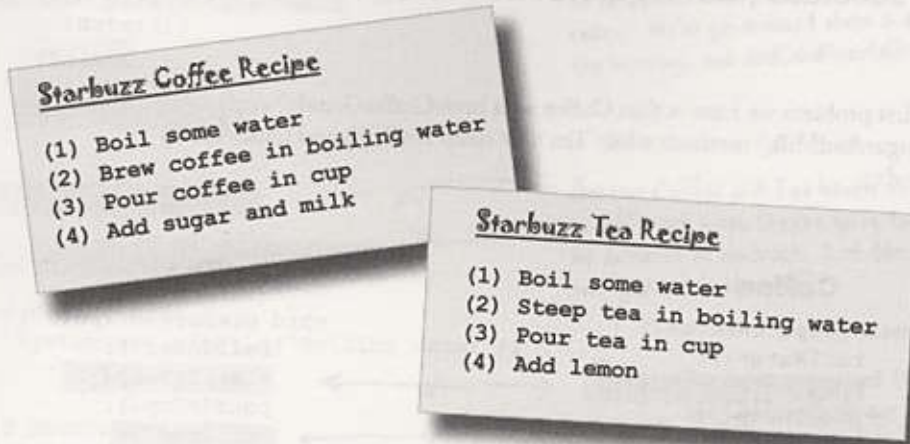 Starbuzz Coffee Recipe
(1) Boil some water
(2) Brew coffee in boiling water
(3) Pour coffee in cup
(4) Add sugar and milk
Starbuzz Tea Recipe
(1) Boil some water
(2) Steep tea in boiling water
(3) Pour tea in cup
(4) Add lemon